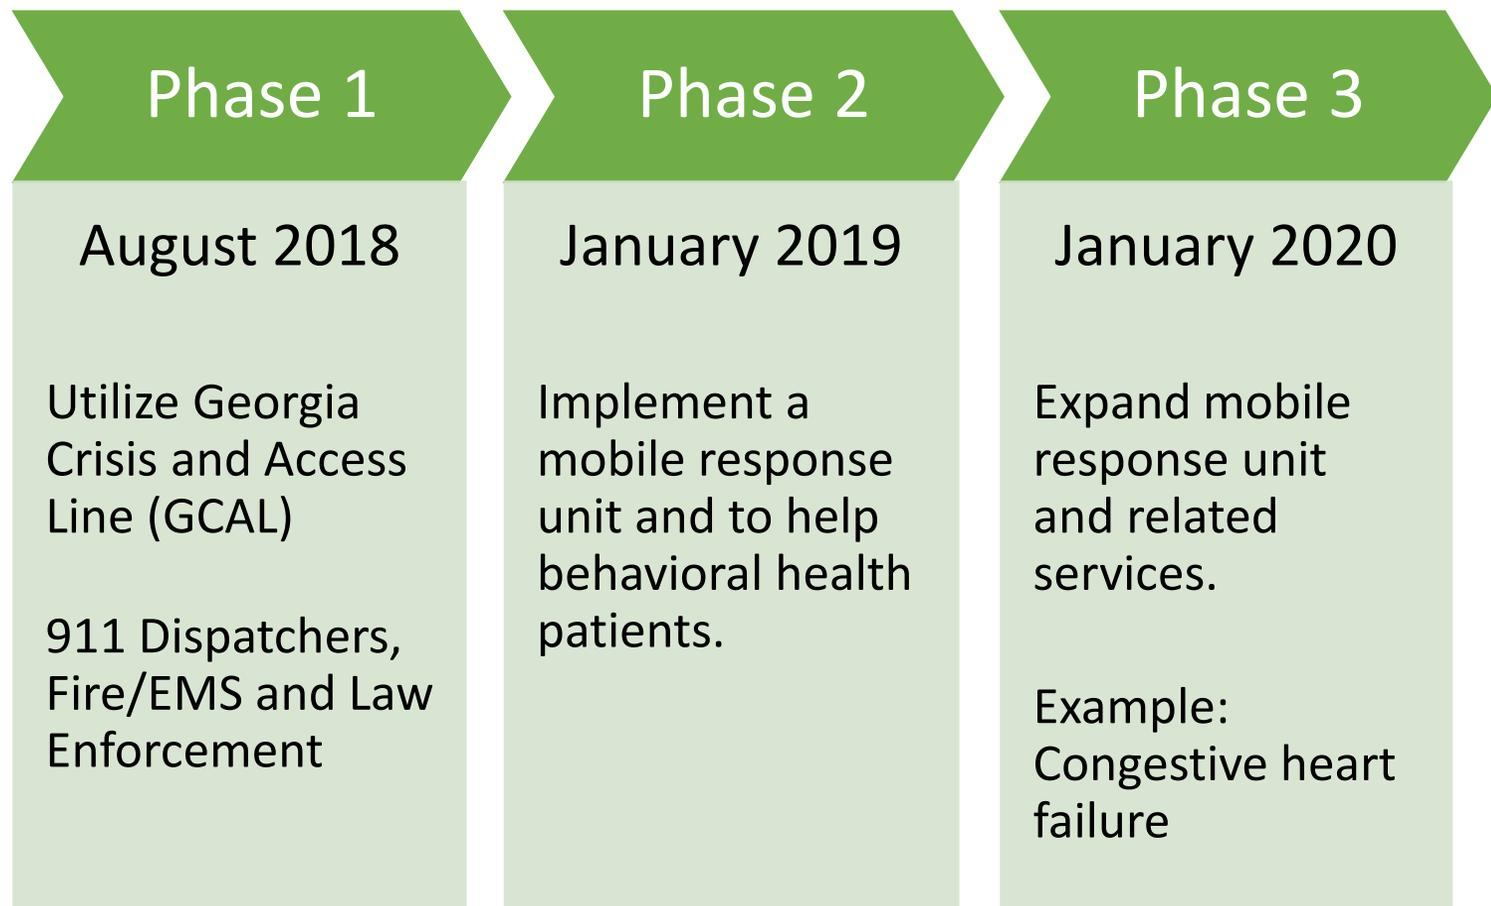 Phase 1
August 2018
Utilize Georgia
Crisis and Access
Line (GCAL)
911 Dispatchers,
Fire/EMS and Law
Enforcement
Phase 2
January 2019
Implement a
mobile response
unit and to help
behavioral health
patients.
Phase 3
January 2020
Expand mobile
response unit
and related
services.
Example:
Congestive heart
failure